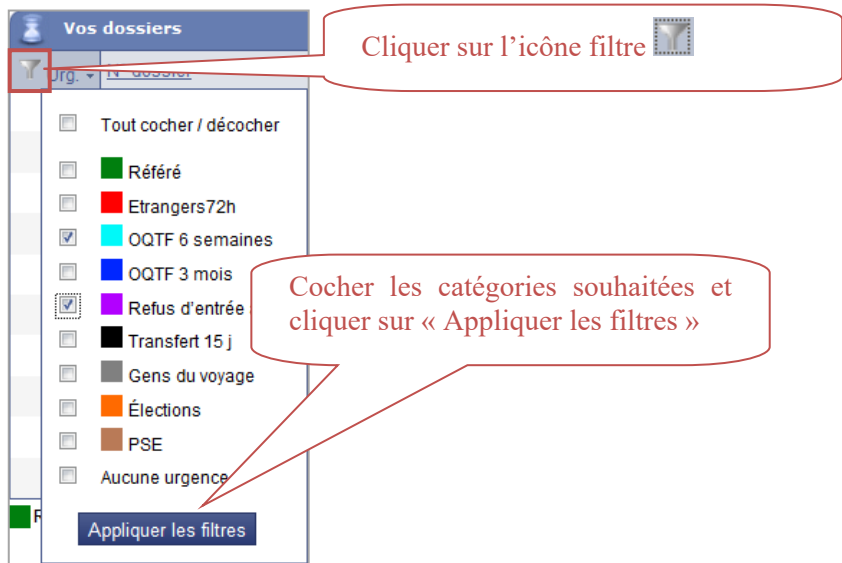 Vos dossiers
Cliquer sur l'icône filtre
Urg.
N° dossier
Tout cocher / décocher
Référé
Etrangers72h
OQTF 6 semaines
OQTF 3 mois
Refus d'entrée
Transfert 15 j
Gens du voyage
Élections
PSE
Aucune urgence
Cocher les catégories souhaitées et
cliquer sur « Appliquer les filtres »
R
Appliquer les filtres